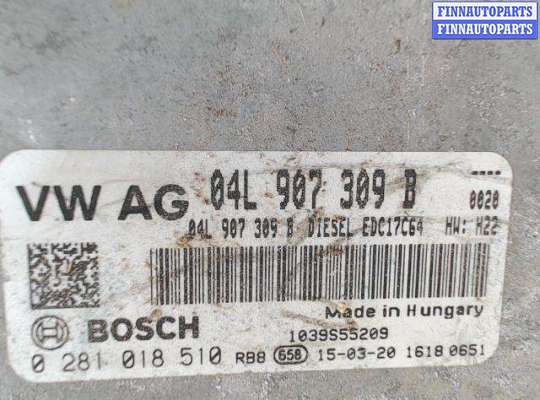 FINNAUTOPARTS
FINNAUTOPARTS
VW AG 04L 907 309 B
0020
04L 907 309 B DIESEL EDC17C64 HW: H22
Made in Hungary
BOSCH 1039S55209
0 281 018 510 RB8 658 15-03-20 1618 0651